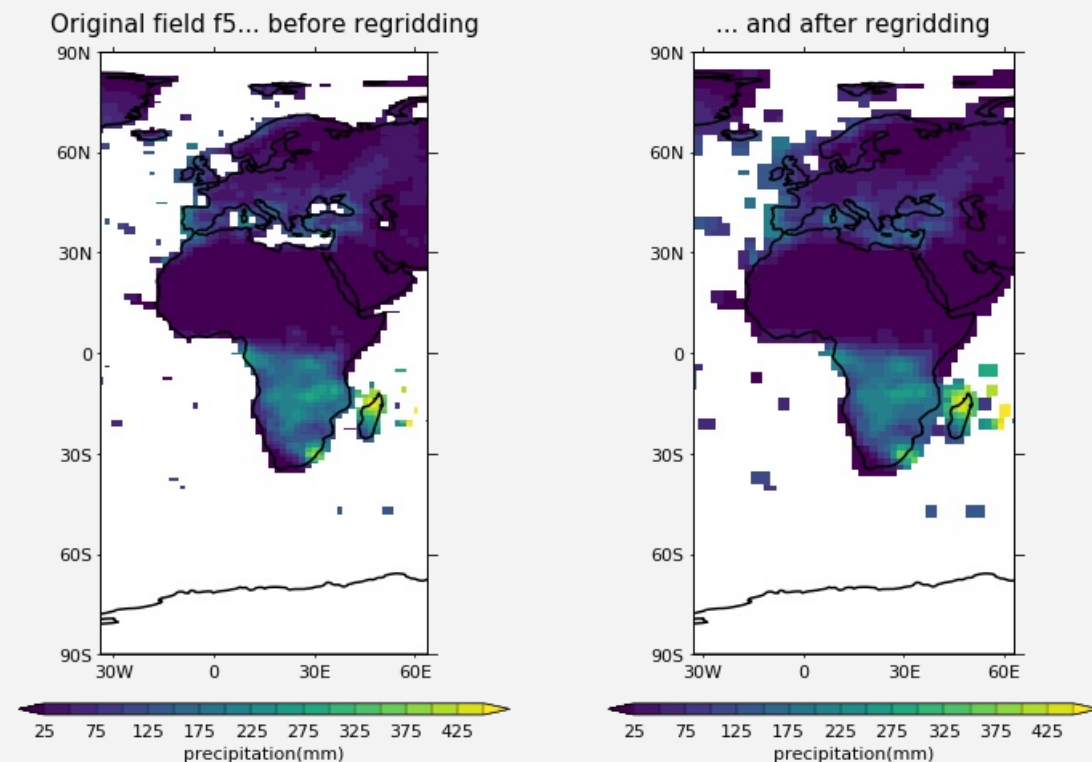 Original field f5... before regridding
90N
60N
30N
0
30S
60S
90S
30W 0 30E 60E
25 75 125 175 225 275 325 375 425
precipitation(mm)
... and after regridding
90N
60N
30N
0
30S
60S
90S
30W 0 30E 60E
25 75 125 175 225 275 325 375 425
precipitation(mm)